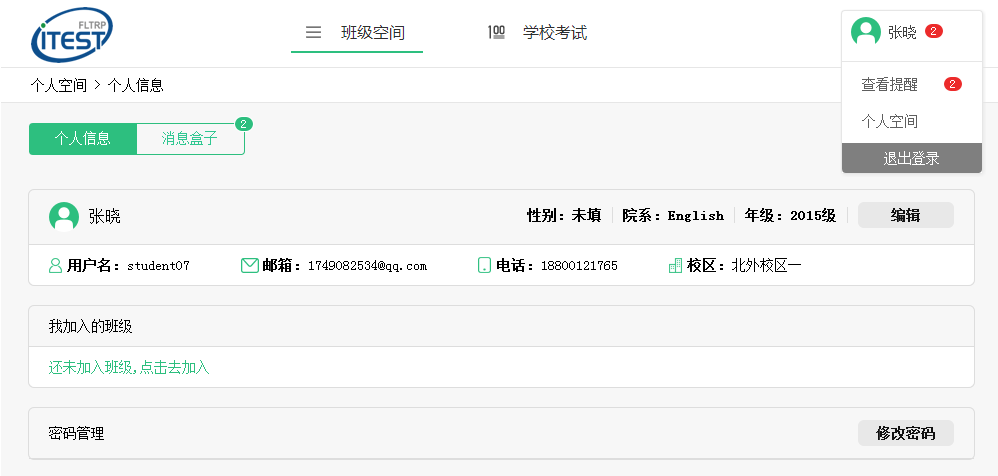 FLTRP
iTEST
班级空间
100 学校考试
张晓 2
查看提醒 2
个人空间
退出登录
个人空间 > 个人信息
个人信息
消息盒子 2
张晓
性别：未填
院系：English
年级：2015级
编辑
用户名：student07
邮箱：1749082534@qq.com
电话：18800121765
校区：北外校区一
我加入的班级
还未加入班级,点击去加入
密码管理
修改密码